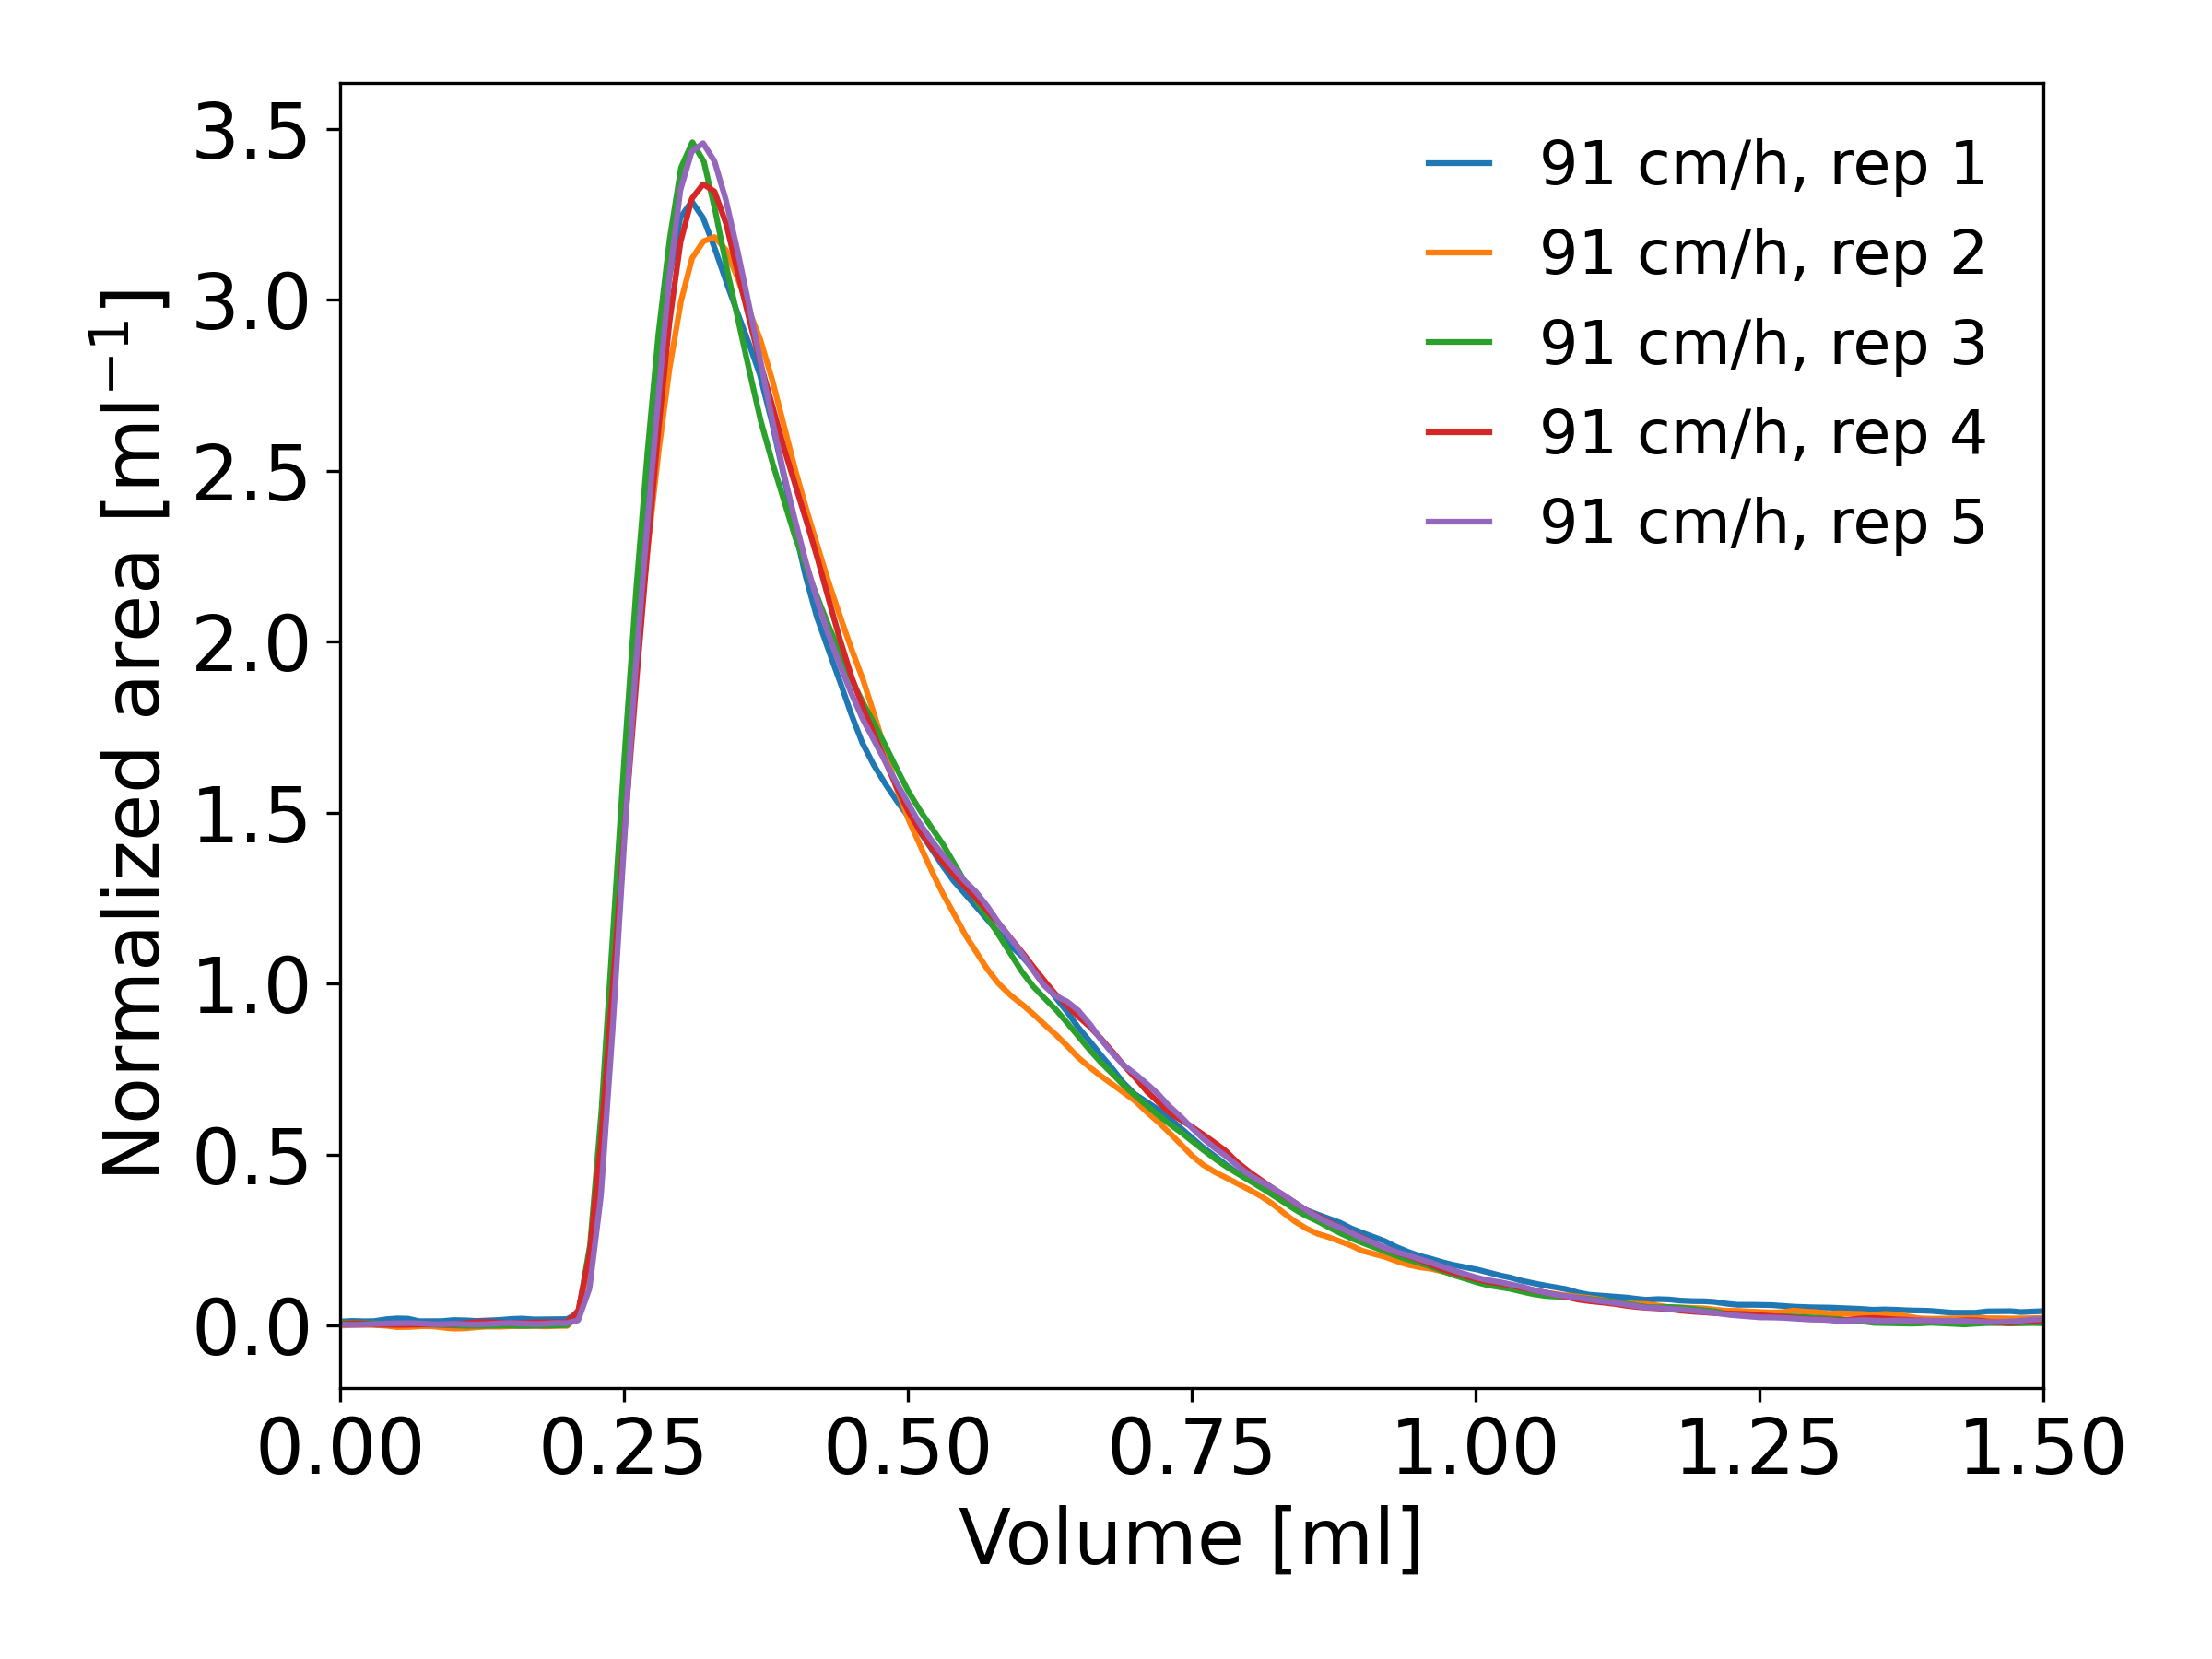 3.5
3.0
2.5
2.0
1.5
1.0
0.5
0.0
Normalized area [ml⁻¹]
91 cm/h, rep 1
91 cm/h, rep 2
91 cm/h, rep 3
91 cm/h, rep 4
91 cm/h, rep 5
0.00 0.25 0.50 0.75 1.00 1.25 1.50
Volume [ml]